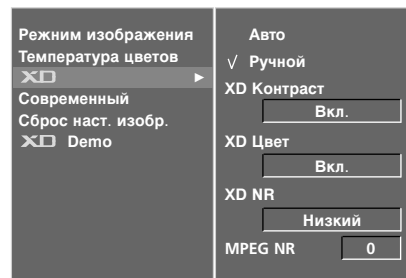 Режним изображения
Температура цветов
XD ►
Современный
Сброс наст. изобр.
XD Demo
Авто
√ Ручной
XD Контраст
Вкл.
XD Цвет
Вкл.
XD NR
Низкий
MPEG NR 0